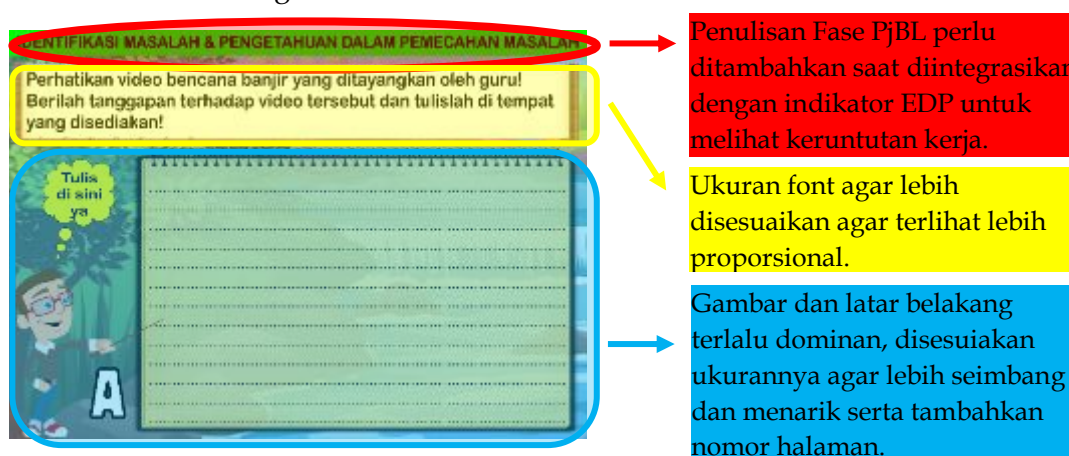 DENTIFIKASI MASALAH & PENGETAHUAN DALAM PEMECAHAN MASALAH
Perhatikan video bencana banjir yang ditayangkan oleh guru!
Berilah tanggapan terhadap video tersebut dan tulislah di tempat
yang disediakan!
Tulis
di sini
ya
A
Penulisan Fase PjBL perlu
ditambahkan saat diintegrasikan
dengan indikator EDP untuk
melihat keruntutan kerja.
Ukuran font agar lebih
disesuaikan agar terlihat lebih
proporsional.
Gambar dan latar belakang
terlalu dominan, disesuiakan
ukurannya agar lebih seimbang
dan menarik serta tambahkan
nomor halaman.